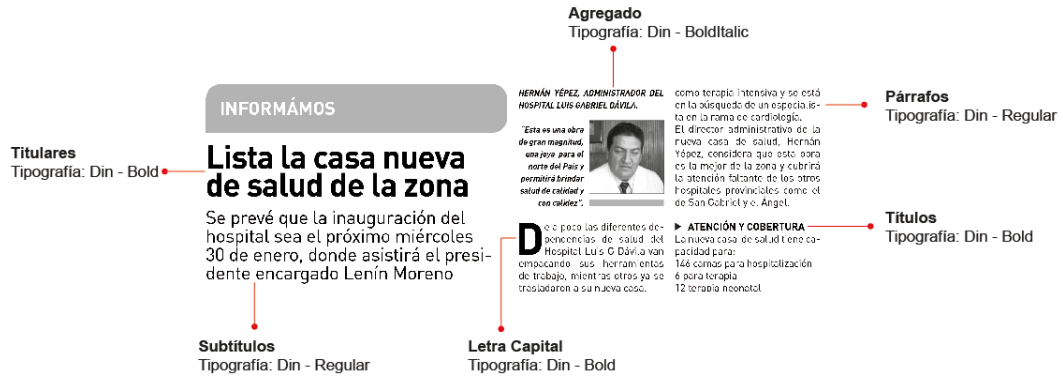 Agregado
Tipografía: Din - BoldItalic
INFORMÁMOS
Titulares
Tipografía: Din - Bold
Lista la casa nueva
de salud de la zona
Se prevé que la inauguración del
hospital sea el próximo miércoles
30 de enero, donde asistirá el presi-
dente encargado Lenín Moreno
Subtítulos
Tipografía: Din - Regular
HERNÁN YÉPEZ, ADMINISTRADOR DEL
HOSPITAL LUIS GABRIEL DÁVILA.
"Esta es una obra
de gran magnitud,
una joya para el
norte del País y
permitirá brindar
salud de calidad y
con calidez".
De a poco las diferentes de-
pencencias de salud del
Hospital Luis G Dávila van
empacando sus herramientas
de trabajo, mientras otros ya se
trasladaron a su nueva casa.
Letra Capital
Tipografía: Din - Bold
como terapia intensiva y se está
en la búsqueda de un especialis-
ta en la rama de cardiología.
El director administrativo de la
nueva casa de salud, Hernán
Yépez, considera que esta obra
es la mejor de la zona y cubrirá
la atención faltante de los otros
hospitales provinciales como el
de San Gabriel y el Ángel.
▶ ATENCIÓN Y COBERTURA
La nueva casa de salud tiene ca-
pacidad para:
146 camas para hospitalización
6 para terapia
12 terapia neonatal
Párrafos
Tipografía: Din - Regular
Títulos
Tipografía: Din - Bold